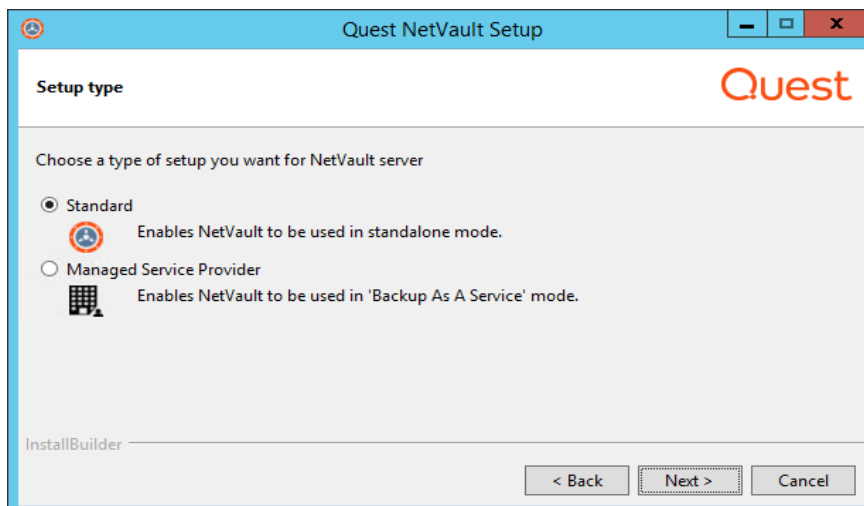 Quest NetVault Setup
Setup type
Quest
Choose a type of setup you want for NetVault server
Standard
Enables NetVault to be used in standalone mode.
Managed Service Provider
Enables NetVault to be used in 'Backup As A Service' mode.
InstallBuilder
< Back
Next >
Cancel